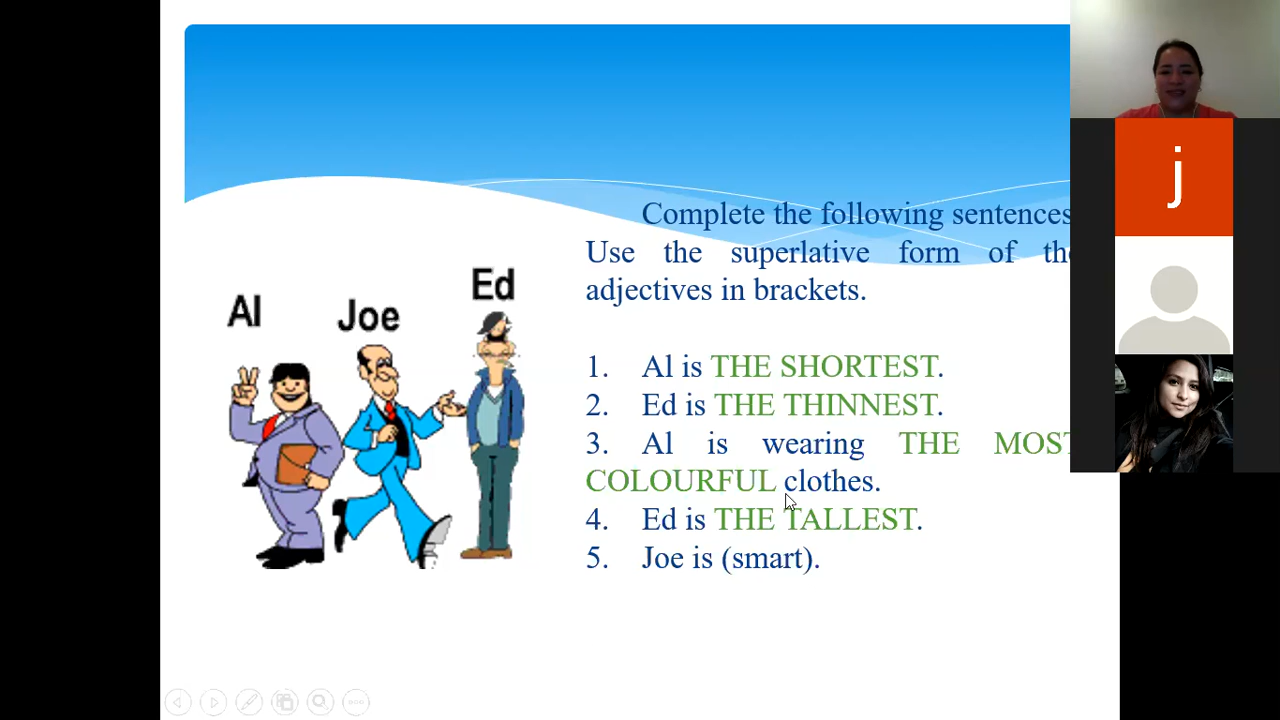 Complete the following sentences
Use the superlative form of the
adjectives in brackets.
Al
Joe
Ed
1. Al is THE SHORTEST.
2. Ed is THE THINNEST.
3. Al is wearing THE MOST
COLOURFUL clothes.
4. Ed is THE TALLEST.
5. Joe is (smart).
j